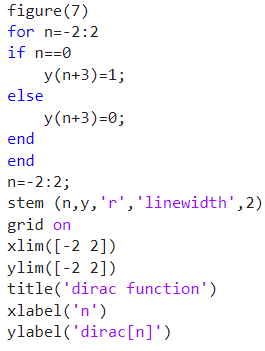 figure(7)
for n=-2:2
if n==0
    y(n+3)=1;
else
    y(n+3)=0;
end
end
n=-2:2;
stem (n,y,'r','linewidth',2)
grid on
xlim([-2 2])
ylim([-2 2])
title('dirac function')
xlabel('n')
ylabel('dirac[n]')